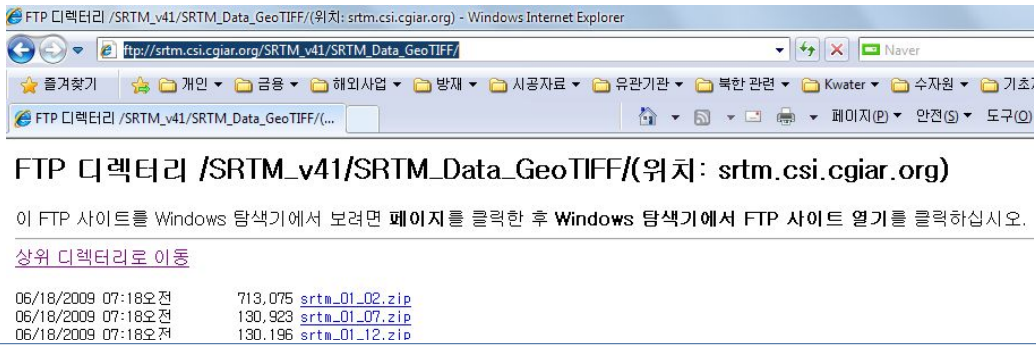 FTP 디렉터리 /SRTM_v41/SRTM_Data_GeoTIFF/(위치: srtm.csi.cgiar.org) - Windows Internet Explorer
ftp://srtm.csi.cgiar.org/SRTM_v41/SRTM_Data_GeoTIFF/ Naver
즐겨찾기 개인 금융 해외사업 방재 시공자료 유관기관 북한 관련 Kwater 수자원 기초
FTP 디렉터리 /SRTM_v41/SRTM_Data_GeoTIFF/(... 페이지(P) 안전(S) 도구(O)
FTP 디렉터리 /SRTM_v41/SRTM_Data_GeoTIFF/(위치: srtm.csi.cgiar.org)
이 FTP 사이트를 Windows 탐색기에서 보려면 페이지를 클릭한 후 Windows 탐색기에서 FTP 사이트 열기를 클릭하십시오.
상위 디렉터리로 이동
06/18/2009 07:18오전 713,075 srtm_01_02.zip
06/18/2009 07:18오전 130,923 srtm_01_07.zip
06/18/2009 07:18오전 130,196 srtm_01_12.zip